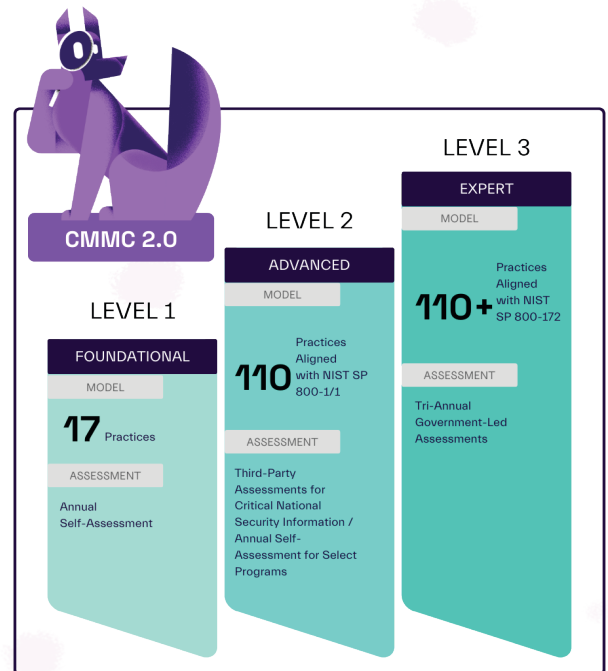 CMMC 2.0
LEVEL 1
FOUNDATIONAL
MODEL
17 Practices
ASSESSMENT
Annual
Self-Assessment
LEVEL 2
ADVANCED
MODEL
110
Practices
Aligned
with NIST SP
800-1/1
ASSESSMENT
Third-Party
Assessments for
Critical National
Security Information /
Annual Self-
Assessment for Select
Programs
LEVEL 3
EXPERT
MODEL
110+
Practices
Aligned
with NIST
SP 800-172
ASSESSMENT
Tri-Annual
Government-Led
Assessments